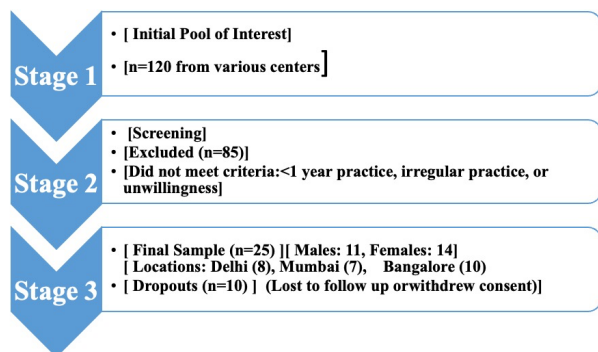 Stage 1
• [ Initial Pool of Interest]
• [n=120 from various centers]
Stage 2
• [Screening]
• [Excluded (n=85)]
• [Did not meet criteria:<1 year practice, irregular practice, or
unwillingness]
Stage 3
• [ Final Sample (n=25) ][ Males: 11, Females: 14]
[ Locations: Delhi (8), Mumbai (7), Bangalore (10)
• [ Dropouts (n=10) ] (Lost to follow up orwithdrew consent)]